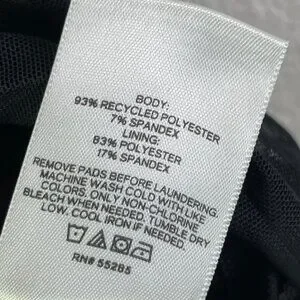 BODY:
93% RECYCLED POLYESTER
7% SPANDEX
LINING:
83% POLYESTER
17% SPANDEX
REMOVE PADS BEFORE LAUNDERING.
MACHINE WASH COLD WITH LIKE
COLORS. ONLY NON-CHLORINE
BLEACH WHEN NEEDED. TUMBLE DRY
LOW. COOL IRON IF NEEDED.
RN# 55285